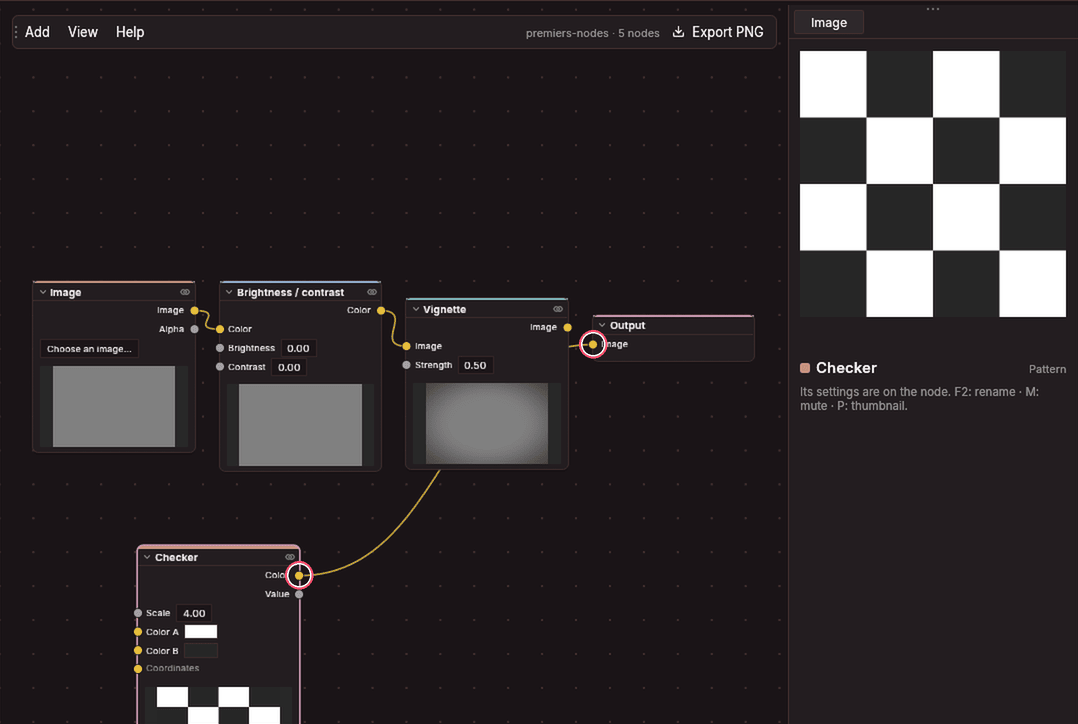 Add View Help
premiers-nodes · 5 nodes
Export PNG
Image
Image
Image
Alpha
Choose an image...
Brightness / contrast
Color
Color
Brightness 0.00
Contrast 0.00
Vignette
Image
Image
Strength 0.50
Output
Image
Checker
Color
Value
Scale 4.00
Color A
Color B
Coordinates
Checker
Pattern
Its settings are on the node. F2: rename · M:
mute · P: thumbnail.